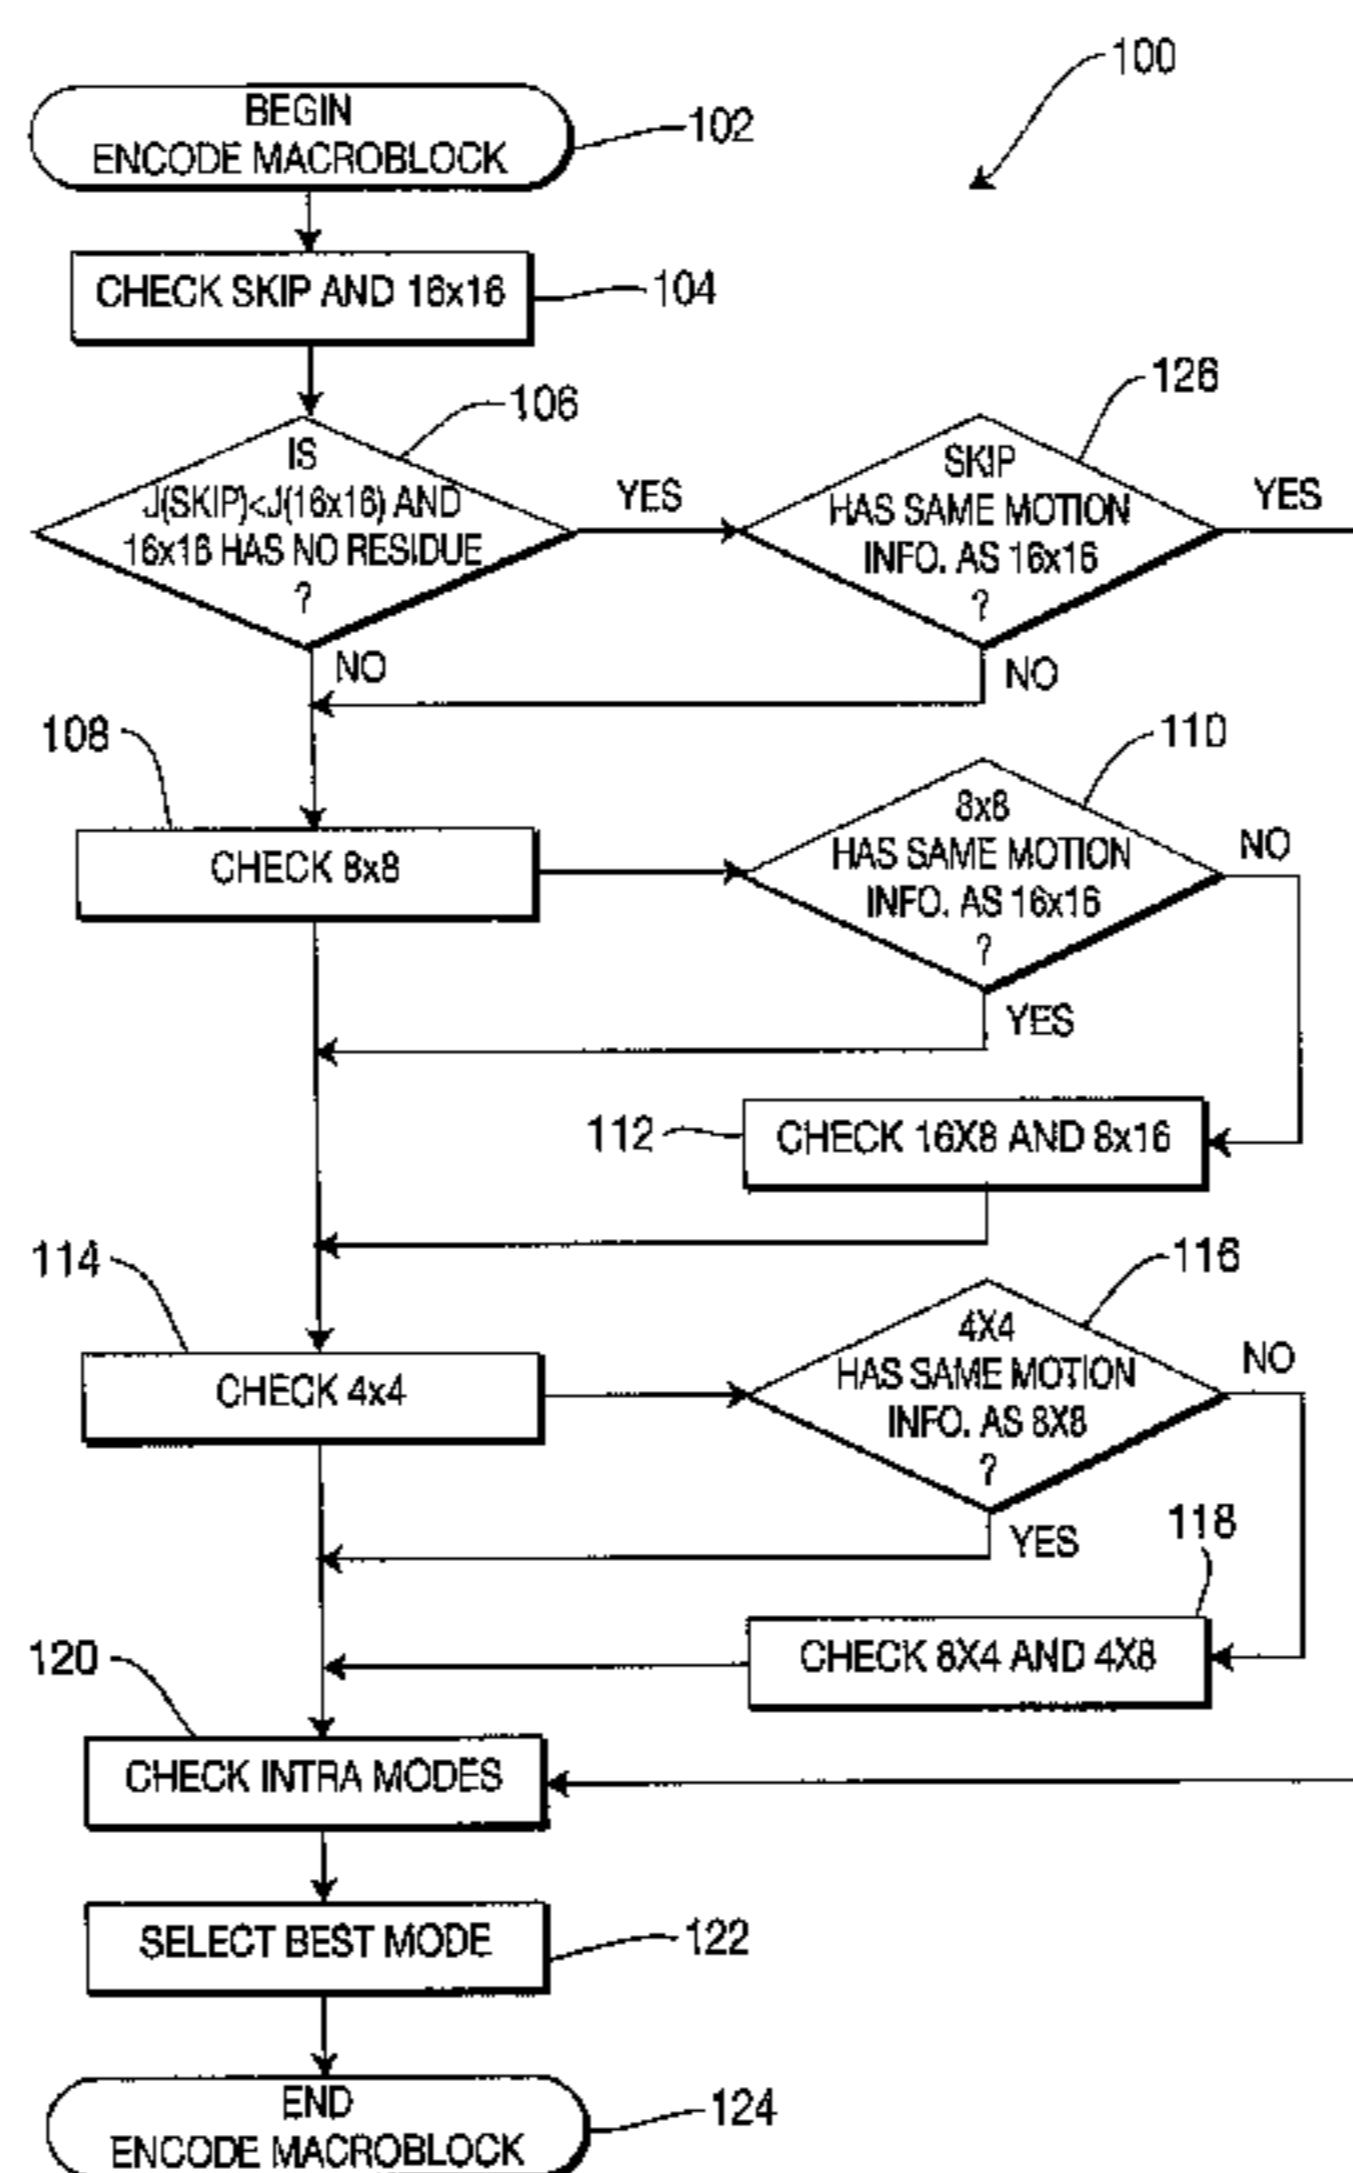 100
BEGIN
ENCODE MACROBLOCK
102
CHECK SKIP AND 16x16
104
IS
J(SKIP)<J(16x16) AND
16x16 HAS NO RESIDUE
?
106
YES
NO
SKIP
HAS SAME MOTION
INFO. AS 16x16
?
126
YES
NO
108
CHECK 8x8
8x8
HAS SAME MOTION
INFO. AS 16x16
?
110
NO
YES
112
CHECK 16X8 AND 8x16
114
CHECK 4x4
4X4
HAS SAME MOTION
INFO. AS 8X8
?
116
NO
YES
118
CHECK 8X4 AND 4X8
120
CHECK INTRA MODES
SELECT BEST MODE
122
END
ENCODE MACROBLOCK
124